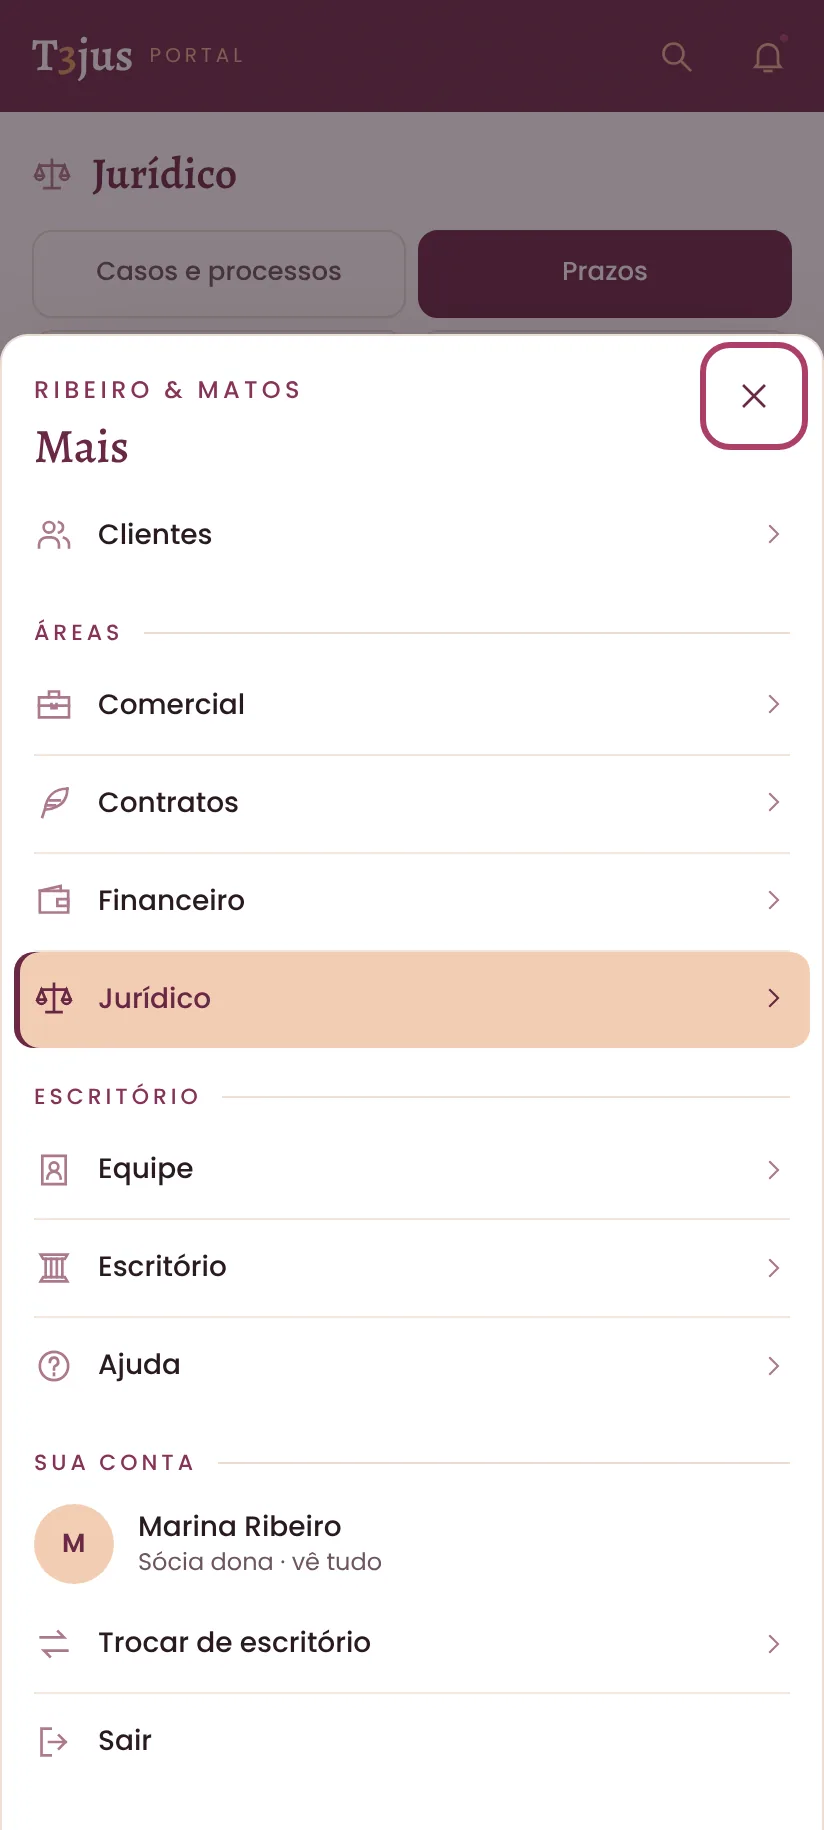 T3jus PORTAL
Jurídico
Casos e processos
Prazos
RIBEIRO & MATOS
Mais
Clientes
ÁREAS
Comercial
Contratos
Financeiro
Jurídico
ESCRITÓRIO
Equipe
Escritório
Ajuda
SUA CONTA
M
Marina Ribeiro
Sócia dona · vê tudo
Trocar de escritório
Sair